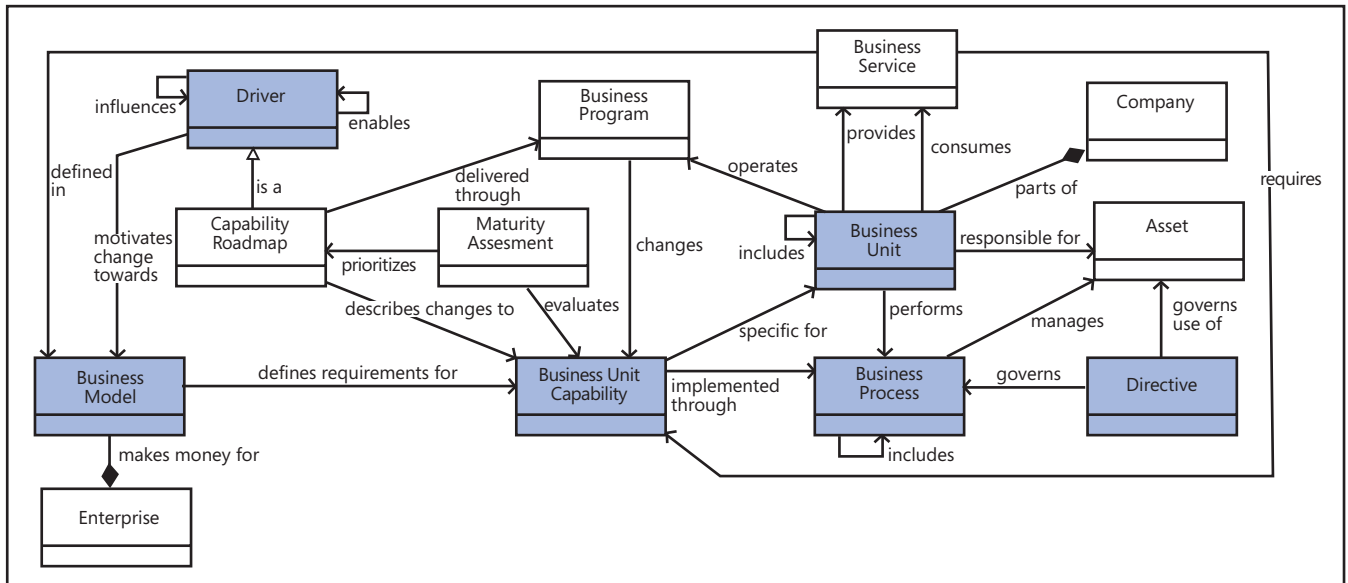 Business
Service
Driver
influences
enables
Business
Program
Company
provides
consumes
defined
in
operates
delivered
through
is a
parts of
requires
Capability
Roadmap
Maturity
Assesment
Business
Unit
Asset
motivates
change
towards
prioritizes
changes
includes
responsible for
describes changes to
evaluates
specific for
performs
manages
governs
use of
Business
Model
defines requirements for
Business Unit
Capability
implemented
through
Business
Process
governs
Directive
makes money for
includes
Enterprise